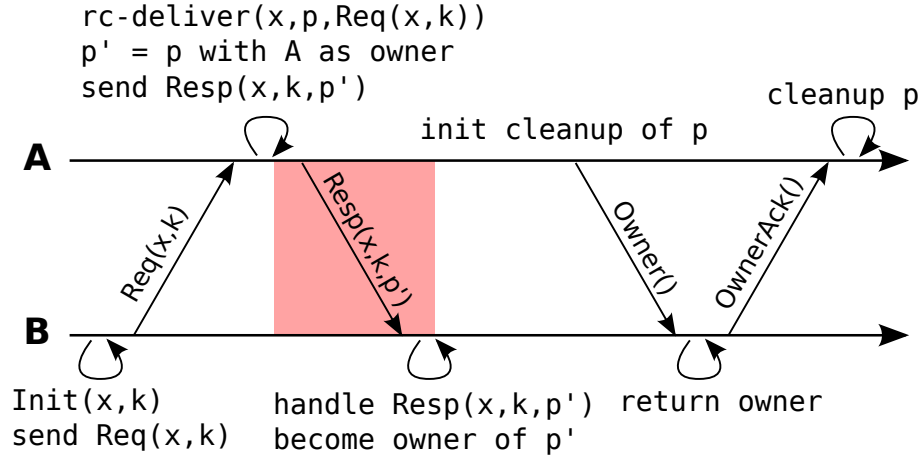 rc-deliver(x,p,Req(x,k))
p' = p with A as owner
send Resp(x,k,p')
cleanup p
init cleanup of p
A
Req(x,k)
Resp(x,k,p')
Owner()
OwnerAck()
B
Init(x,k)
send Req(x,k)
handle Resp(x,k,p')
become owner of p'
return owner